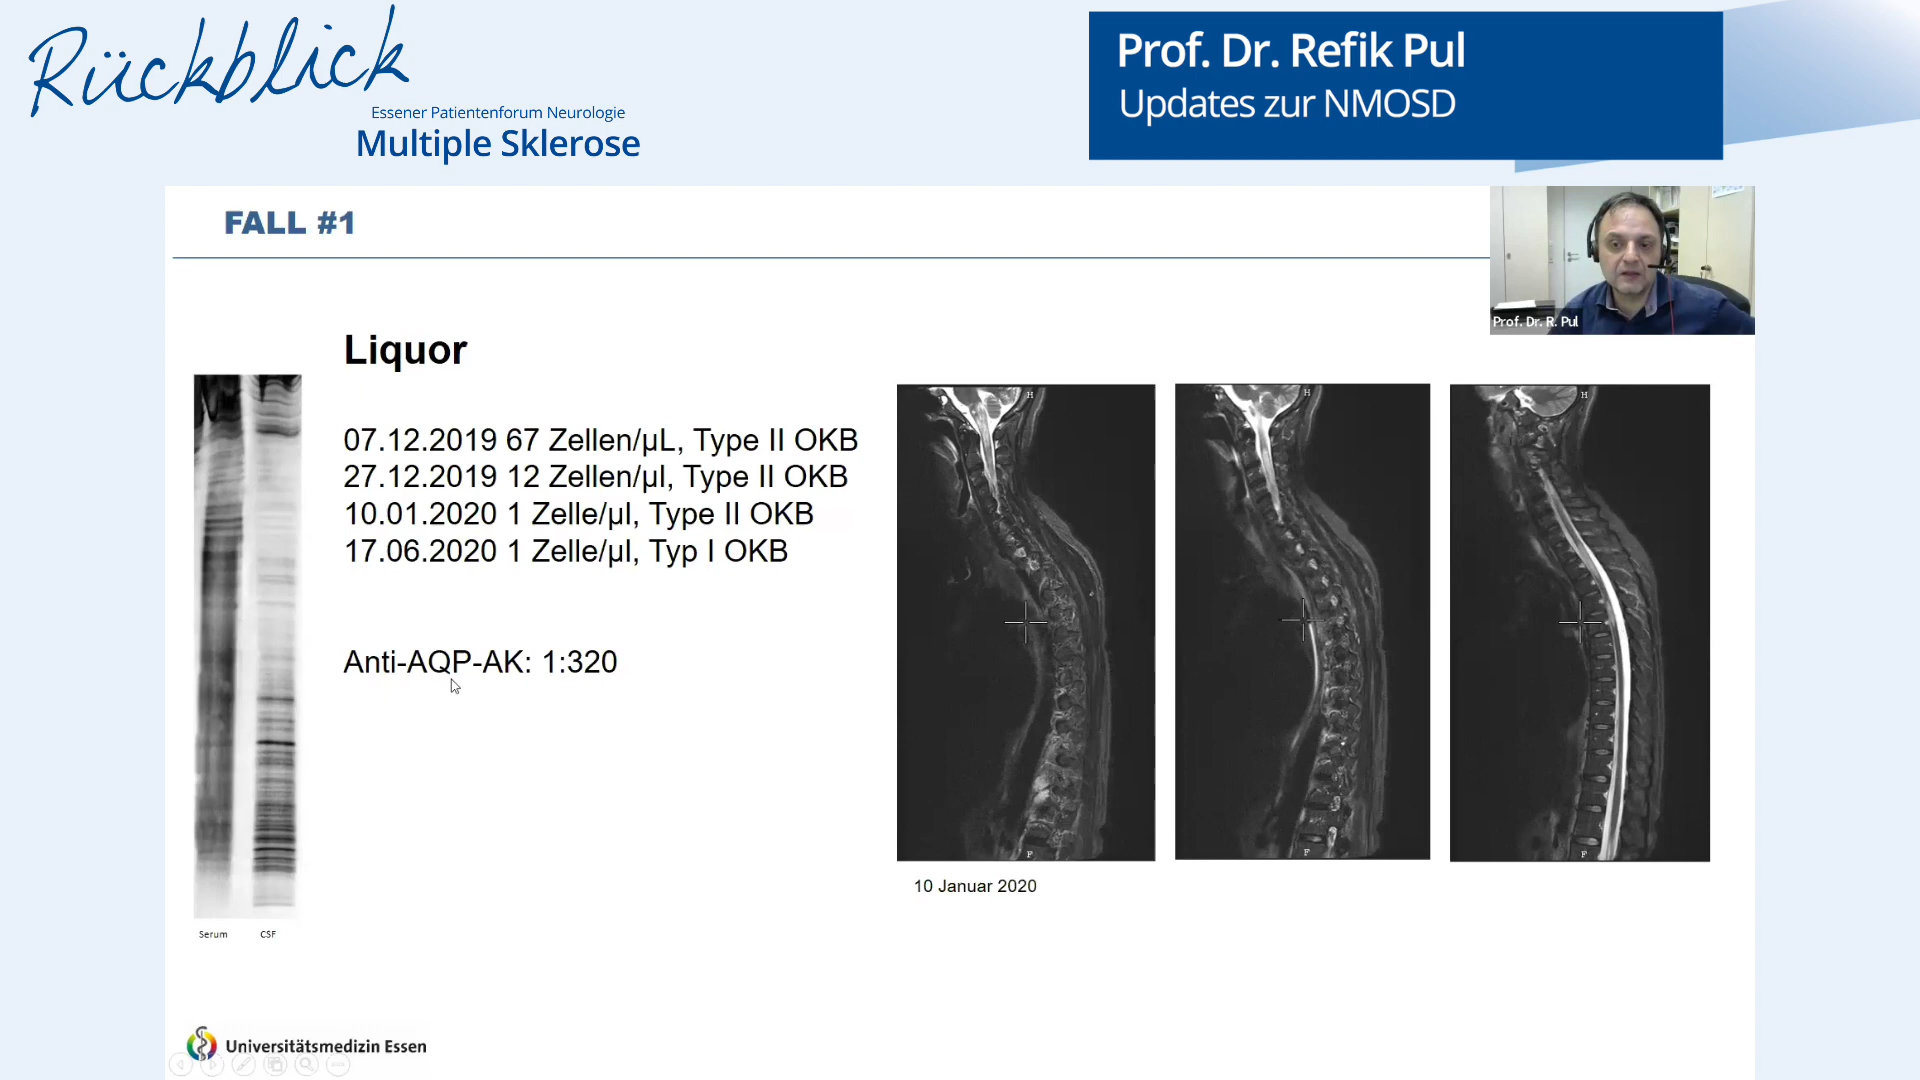 Rückblick
Essener Patientenforum Neurologie
Multiple Sklerose
Prof. Dr. Refik Pul
Updates zur NMOSD
FALL #1
Prof. Dr. R. Pul
Liquor
07.12.2019 67 Zellen/µL, Type II OKB
27.12.2019 12 Zellen/µl, Type II OKB
10.01.2020 1 Zelle/µl, Type II OKB
17.06.2020 1 Zelle/µl, Typ I OKB
Anti-AQP-AK: 1:320
H
H
H
F
F
F
10 Januar 2020
Serum
CSF
Universitätsmedizin Essen